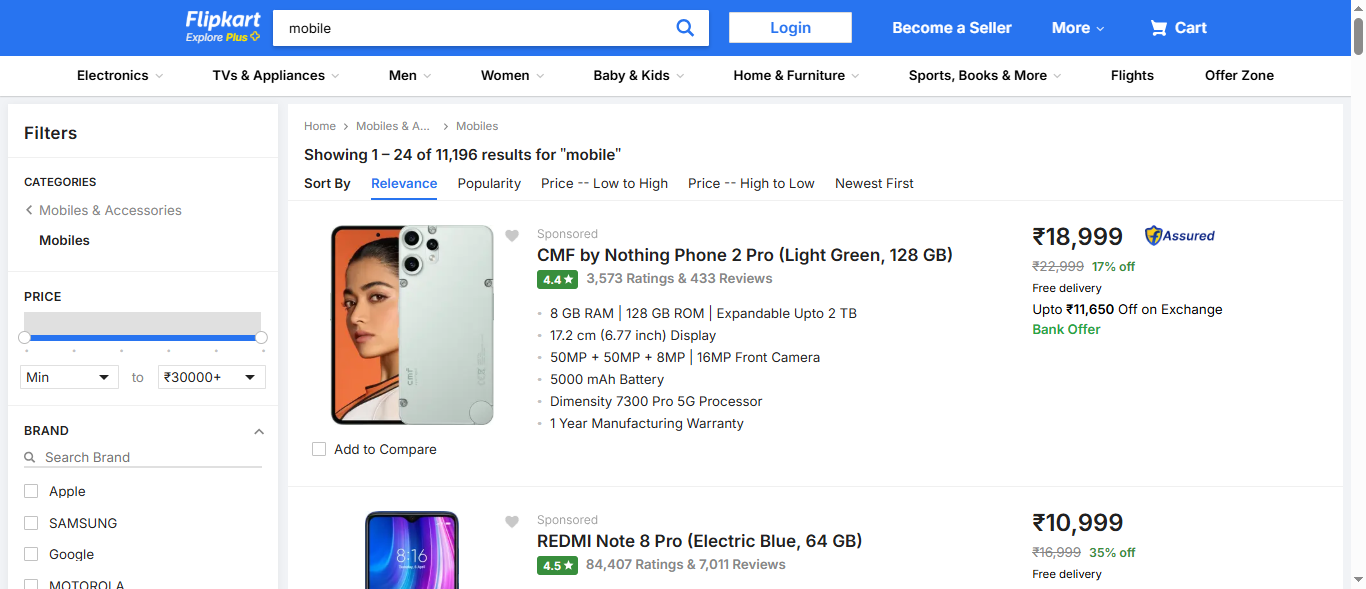 Flipkart
Explore Plus
mobile
Login
Become a Seller
More
Cart
Electronics
TVs & Appliances
Men
Women
Baby & Kids
Home & Furniture
Sports, Books & More
Flights
Offer Zone
Filters
CATEGORIES
Mobiles & Accessories
Mobiles
PRICE
Min
to
₹30000+
BRAND
Search Brand
Apple
SAMSUNG
Google
MOTOROLA
Home
Mobiles & A...
Mobiles
Showing 1 – 24 of 11,196 results for "mobile"
Sort By
Relevance
Popularity
Price -- Low to High
Price -- High to Low
Newest First
cmf
Add to Compare
Sponsored
CMF by Nothing Phone 2 Pro (Light Green, 128 GB)
4.4★ 3,573 Ratings & 433 Reviews
8 GB RAM | 128 GB ROM | Expandable Upto 2 TB
17.2 cm (6.77 inch) Display
50MP + 50MP + 8MP | 16MP Front Camera
5000 mAh Battery
Dimensity 7300 Pro 5G Processor
1 Year Manufacturing Warranty
₹18,999
Assured
₹22,999 17% off
Free delivery
Upto ₹11,650 Off on Exchange
Bank Offer
8:16
Sponsored
REDMI Note 8 Pro (Electric Blue, 64 GB)
4.5★ 84,407 Ratings & 7,011 Reviews
₹10,999
₹16,999 35% off
Free delivery